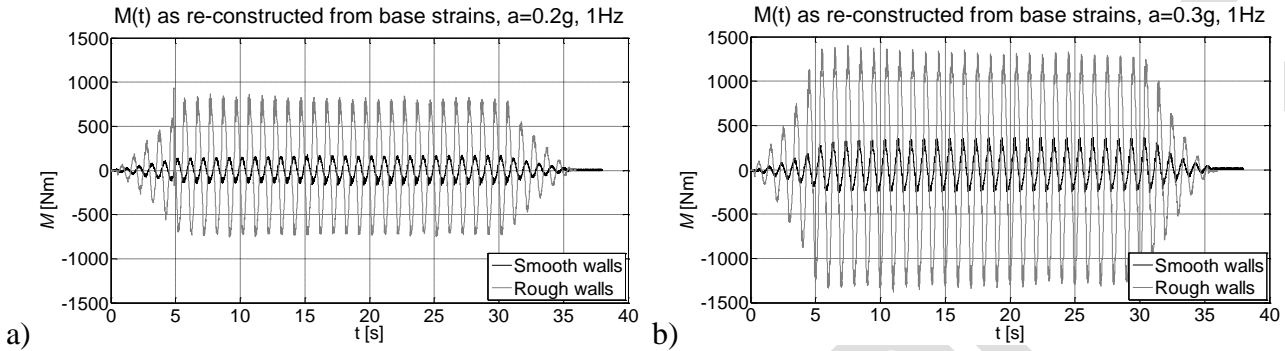 M(t) as re-constructed from base strains, a=0.2g, 1Hz
1500
1000
500
0
-500
-1000
-1500
M [Nm]
0 5 10 15 20 25 30 35 40
t [s]
Smooth walls
Rough walls
a)
M(t) as re-constructed from base strains, a=0.3g, 1Hz
1500
1000
500
0
-500
-1000
-1500
M [Nm]
0 5 10 15 20 25 30 35 40
t [s]
Smooth walls
Rough walls
b)